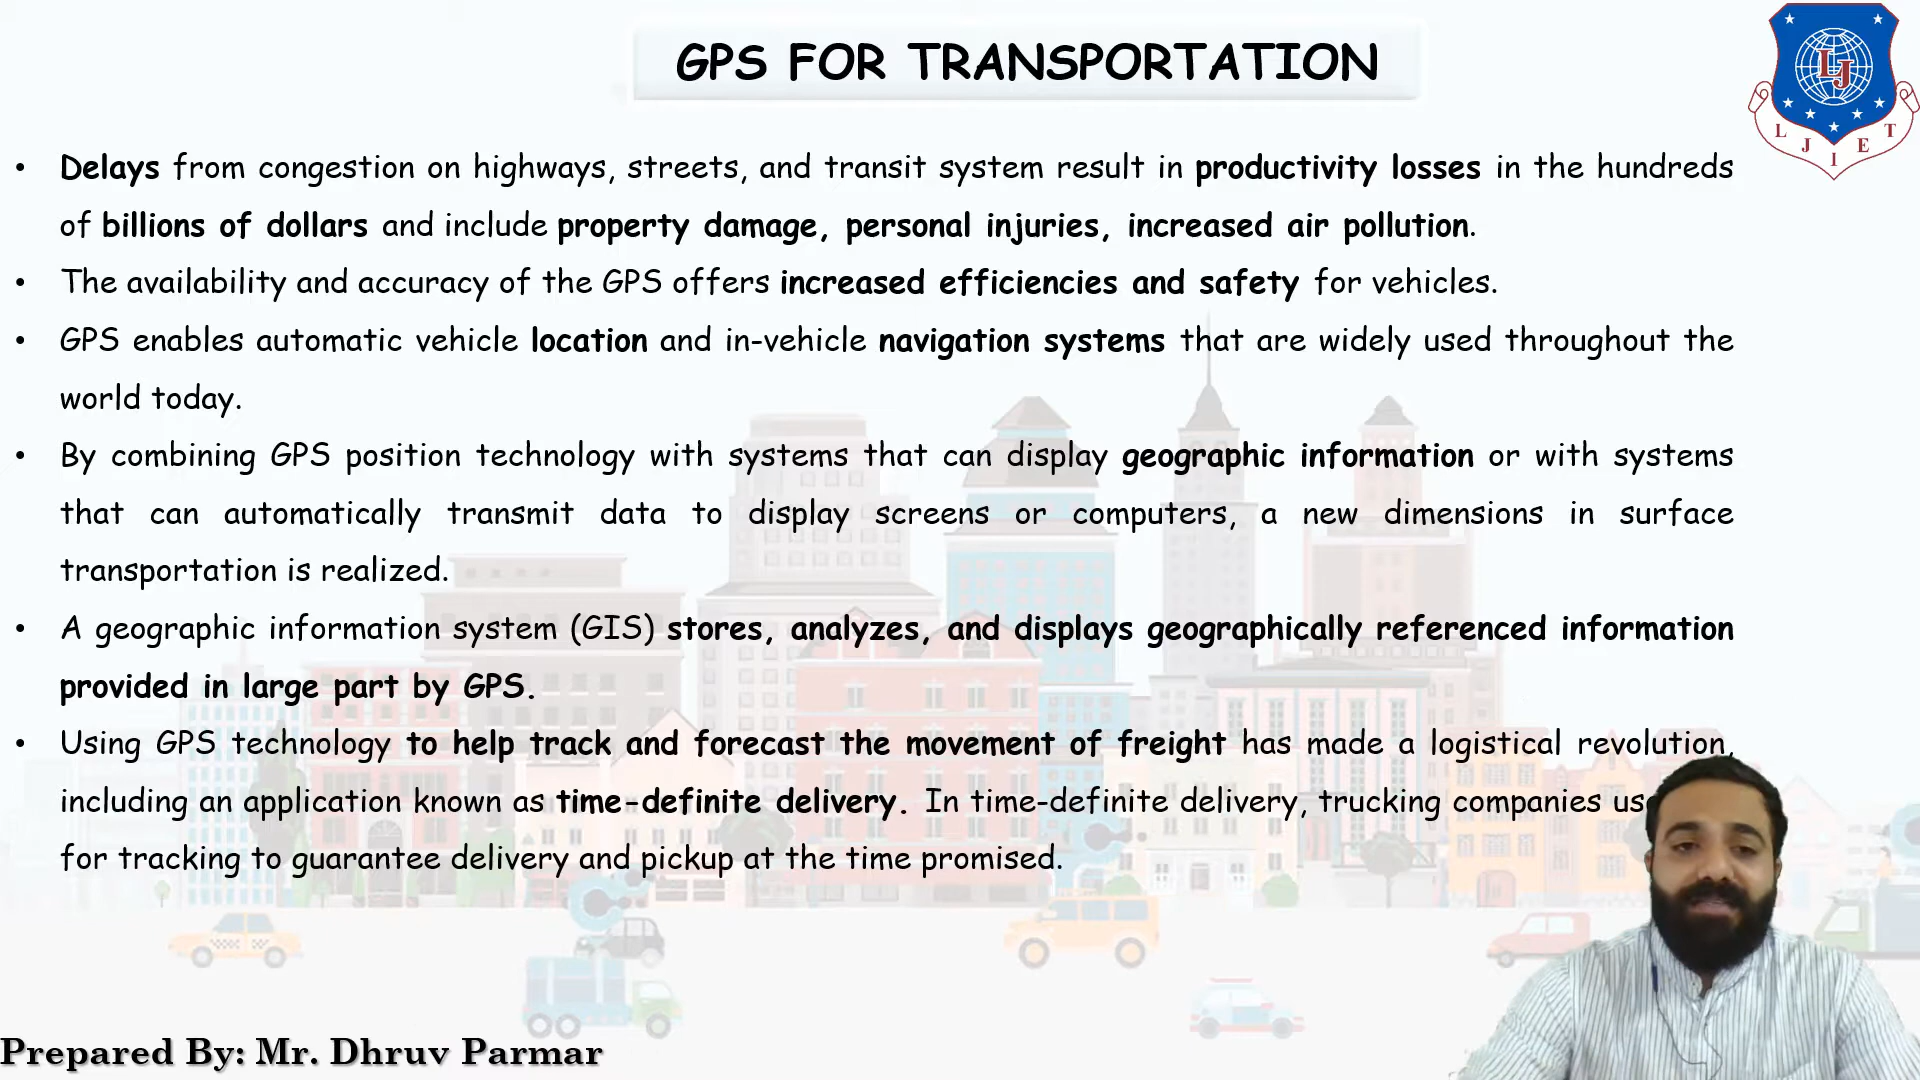 GPS FOR TRANSPORTATION
L J
L J I E T
• Delays from congestion on highways, streets, and transit system result in productivity losses in the hundreds
of billions of dollars and include property damage, personal injuries, increased air pollution.
• The availability and accuracy of the GPS offers increased efficiencies and safety for vehicles.
• GPS enables automatic vehicle location and in-vehicle navigation systems that are widely used throughout the
world today.
• By combining GPS position technology with systems that can display geographic information or with systems
that can automatically transmit data to display screens or computers, a new dimensions in surface
transportation is realized.
• A geographic information system (GIS) stores, analyzes, and displays geographically referenced information
provided in large part by GPS.
• Using GPS technology to help track and forecast the movement of freight has made a logistical revolution,
including an application known as time-definite delivery. In time-definite delivery, trucking companies
for tracking to guarantee delivery and pickup at the time promised.
Prepared By: Mr. Dhruv Parmar